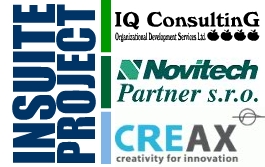 INSUITE
PROJECT
IQ ConsultinG
Organizational Development Services Ltd.
Novitech
Partner s.r.o.
CREAX
creativity for innovation